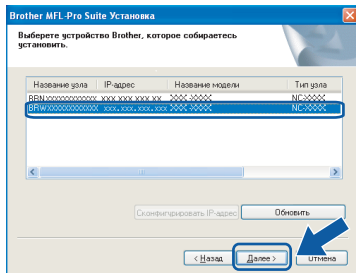 Brother MFL-Pro Suite Установка
Выберете устройство Brother, которое собираетесь
установить.
Название узла IP-адрес Название модели Тип узла
BRNXXXXXXXXXXXX XXX.XXX.XXX.XX XXX-XXXX NC-XXXX
BRWXXXXXXXXXXXX XXX.XXX.XXX.XXX XXX-XXXX NC-XXXX
Сконфигурировать IP-адрес Обновить
< Назад Далее > Отмена